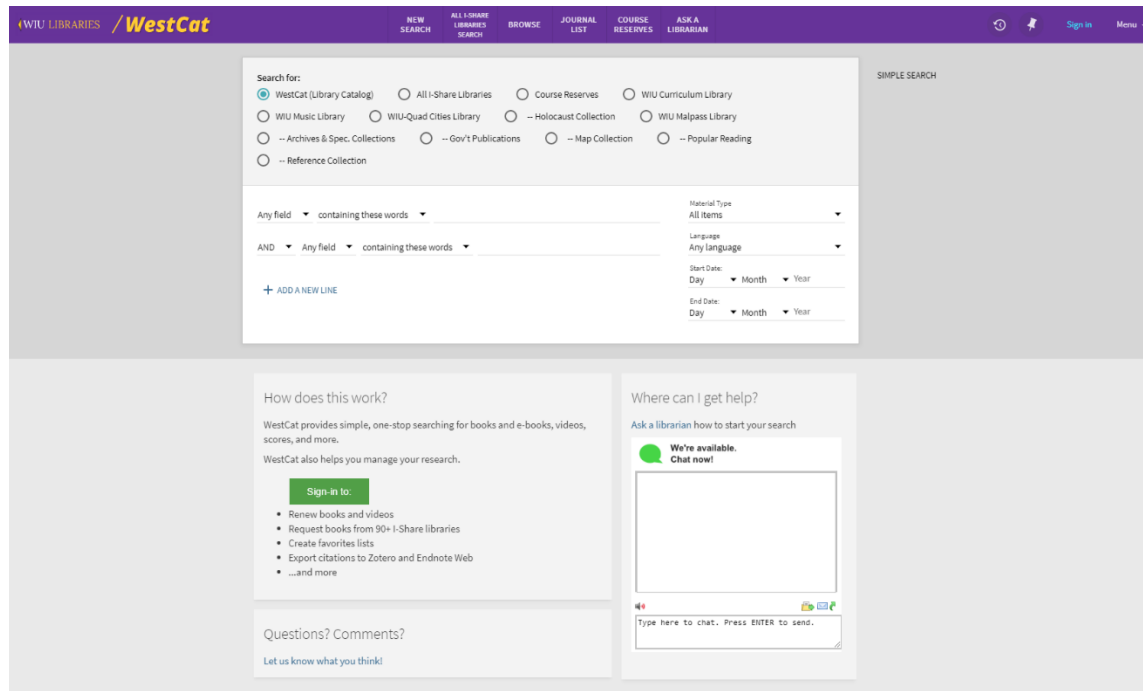 WIU LIBRARIES / WestCat
NEW SEARCH
ALL I-SHARE LIBRARIES SEARCH
BROWSE
JOURNAL LIST
COURSE RESERVES
ASK A LIBRARIAN
Sign in
Menu
Search for:
WestCat (Library Catalog) All I-Share Libraries Course Reserves WIU Curriculum Library
WIU Music Library WIU-Quad Cities Library -- Holocaust Collection WIU Malpass Library
-- Archives & Spec. Collections -- Gov't Publications -- Map Collection -- Popular Reading
-- Reference Collection
SIMPLE SEARCH
Any field containing these words
AND Any field containing these words
+ ADD A NEW LINE
Material Type
All items
Language
Any language
Start Date:
Day Month Year
End Date:
Day Month Year
How does this work?
WestCat provides simple, one-stop searching for books and e-books, videos,
scores, and more.
WestCat also helps you manage your research.
Sign-in to:
• Renew books and videos
• Request books from 90+ I-Share libraries
• Create favorites lists
• Export citations to Zotero and Endnote Web
• ...and more
Questions? Comments?
Let us know what you think!
Where can I get help?
Ask a librarian how to start your search
We're available.
Chat now!
Type here to chat. Press ENTER to send.